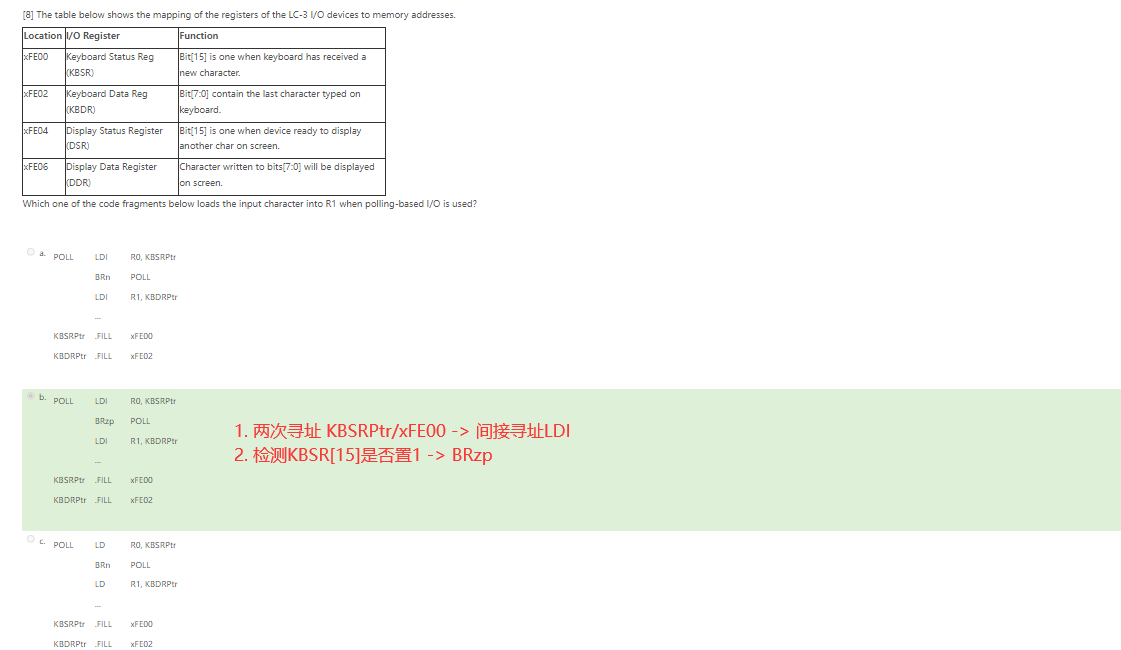 [8] The table below shows the mapping of the registers of the LC-3 I/O devices to memory addresses.
Location I/O Register Function
xFE00 Keyboard Status Reg (KBSR) Bit[15] is one when keyboard has received a new character.
xFE02 Keyboard Data Reg (KBDR) Bit[7:0] contain the last character typed on keyboard.
xFE04 Display Status Register (DSR) Bit[15] is one when device ready to display another char on screen.
xFE06 Display Data Register (DDR) Character written to bits[7:0] will be displayed on screen.
Which one of the code fragments below loads the input character into R1 when polling-based I/O is used?
a. POLL LDI R0, KBSRPtr
BRn POLL
LDI R1, KBDRPtr
...
KBSRPtr .FILL xFE00
KBDRPtr .FILL xFE02
b. POLL LDI R0, KBSRPtr
BRzp POLL
LDI R1, KBDRPtr
...
KBSRPtr .FILL xFE00
KBDRPtr .FILL xFE02
1. 两次寻址 KBSRPtr/xFE00 -> 间接寻址LDI
2. 检测KBSR[15]是否置1 -> BRzp
c. POLL LD R0, KBSRPtr
BRn POLL
LD R1, KBDRPtr
...
KBSRPtr .FILL xFE00
KBDRPtr .FILL xFE02